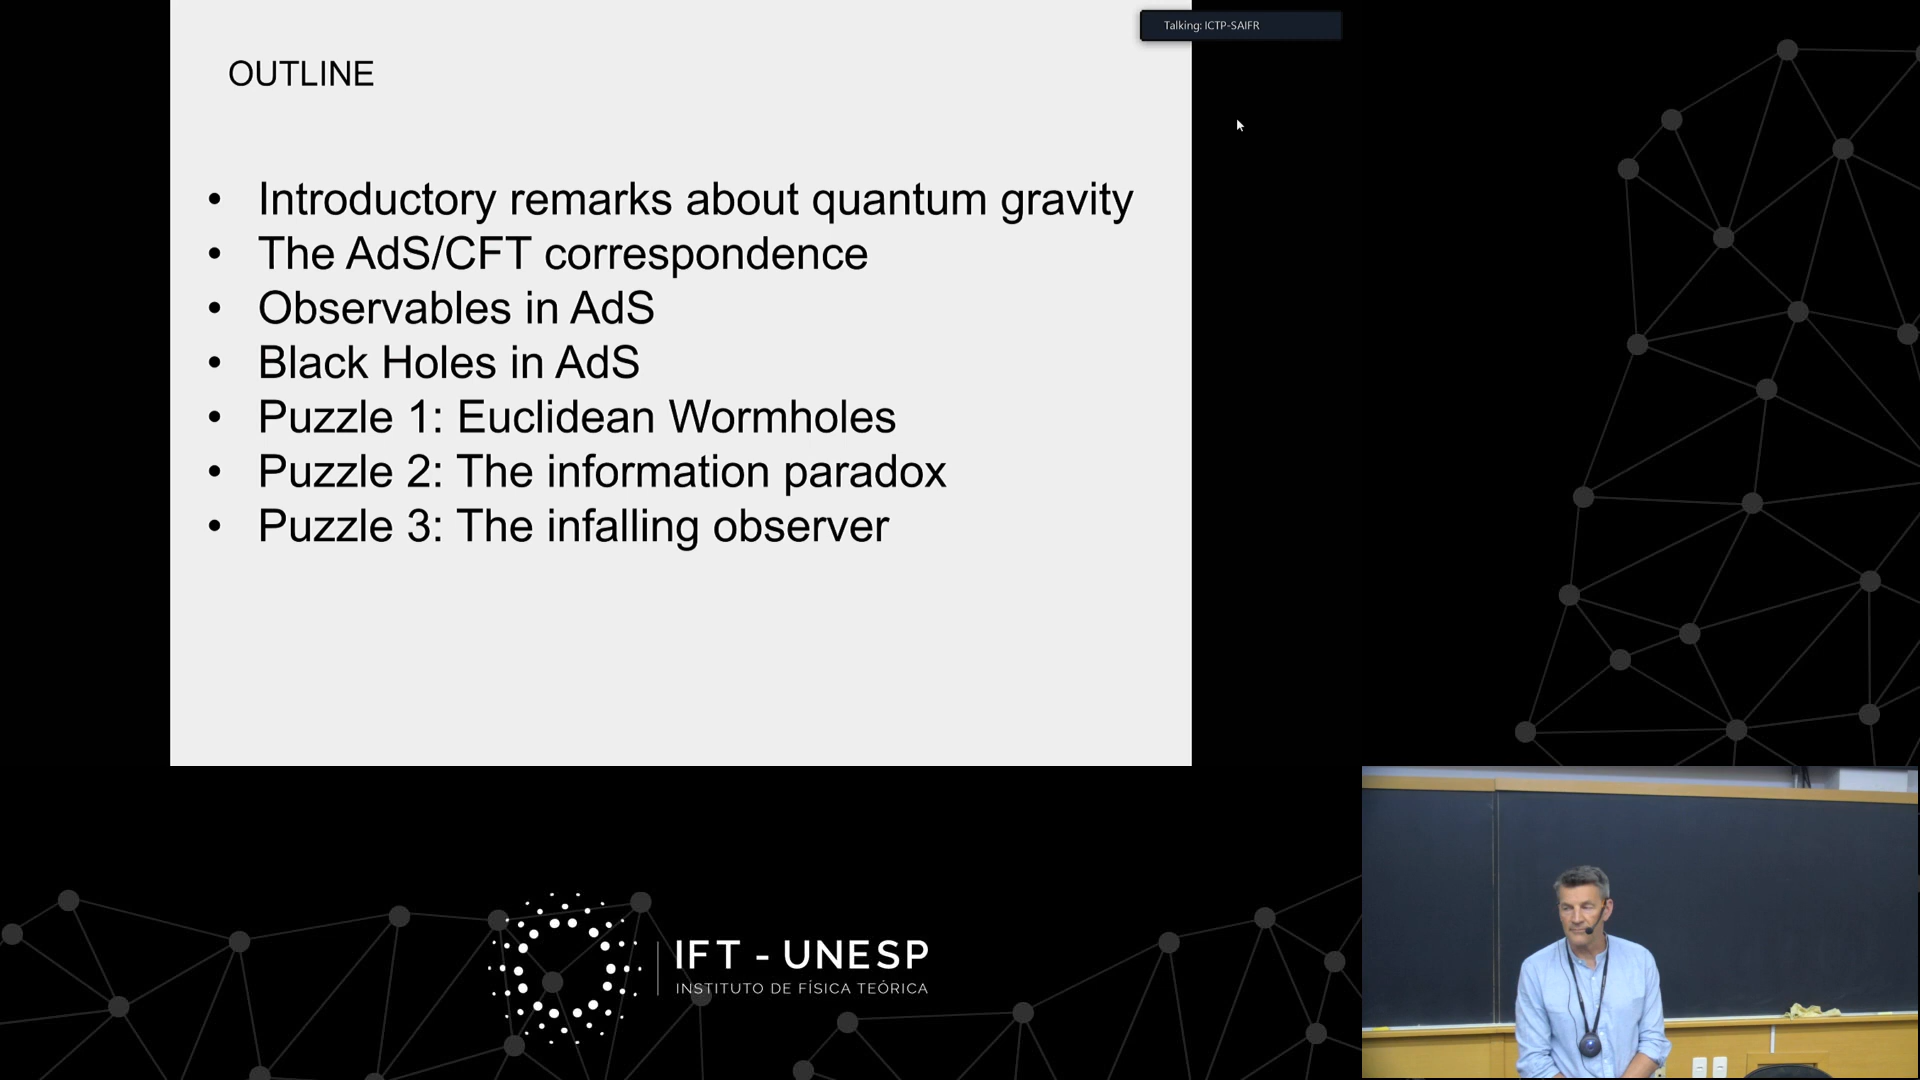 Talking: ICTP-SAIFR
OUTLINE
• Introductory remarks about quantum gravity
• The AdS/CFT correspondence
• Observables in AdS
• Black Holes in AdS
• Puzzle 1: Euclidean Wormholes
• Puzzle 2: The information paradox
• Puzzle 3: The infalling observer
IFT - UNESP
INSTITUTO DE FÍSICA TEÓRICA